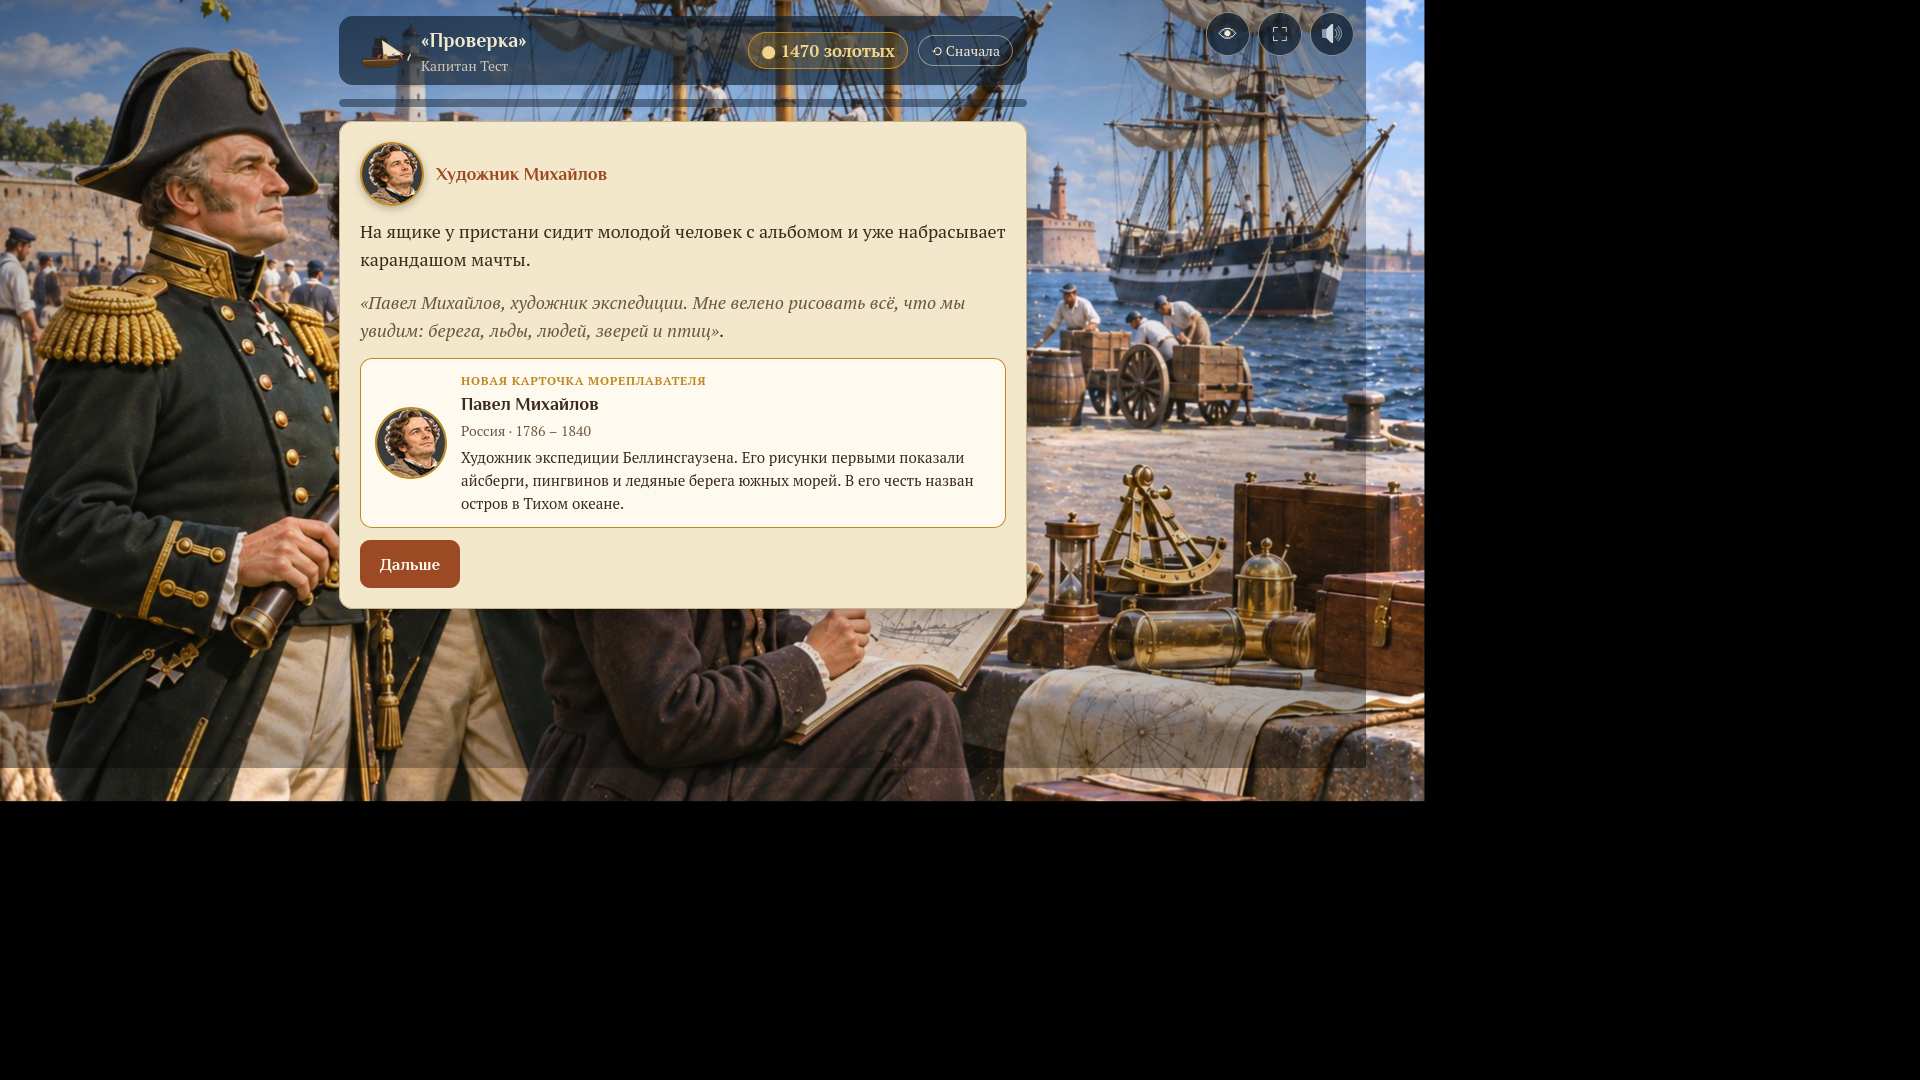 «Проверка»
Капитан Тест
1470 золотых
⟲ Сначала
Художник Михайлов
На ящике у пристани сидит молодой человек с альбомом и уже набрасывает
карандашом мачты.
«Павел Михайлов, художник экспедиции. Мне велено рисовать всё, что мы
увидим: берега, льды, людей, зверей и птиц».
НОВАЯ КАРТОЧКА МОРЕПЛАВАТЕЛЯ
Павел Михайлов
Россия · 1786 – 1840
Художник экспедиции Беллинсгаузена. Его рисунки первыми показали
айсберги, пингвинов и ледяные берега южных морей. В его честь назван
остров в Тихом океане.
Дальше